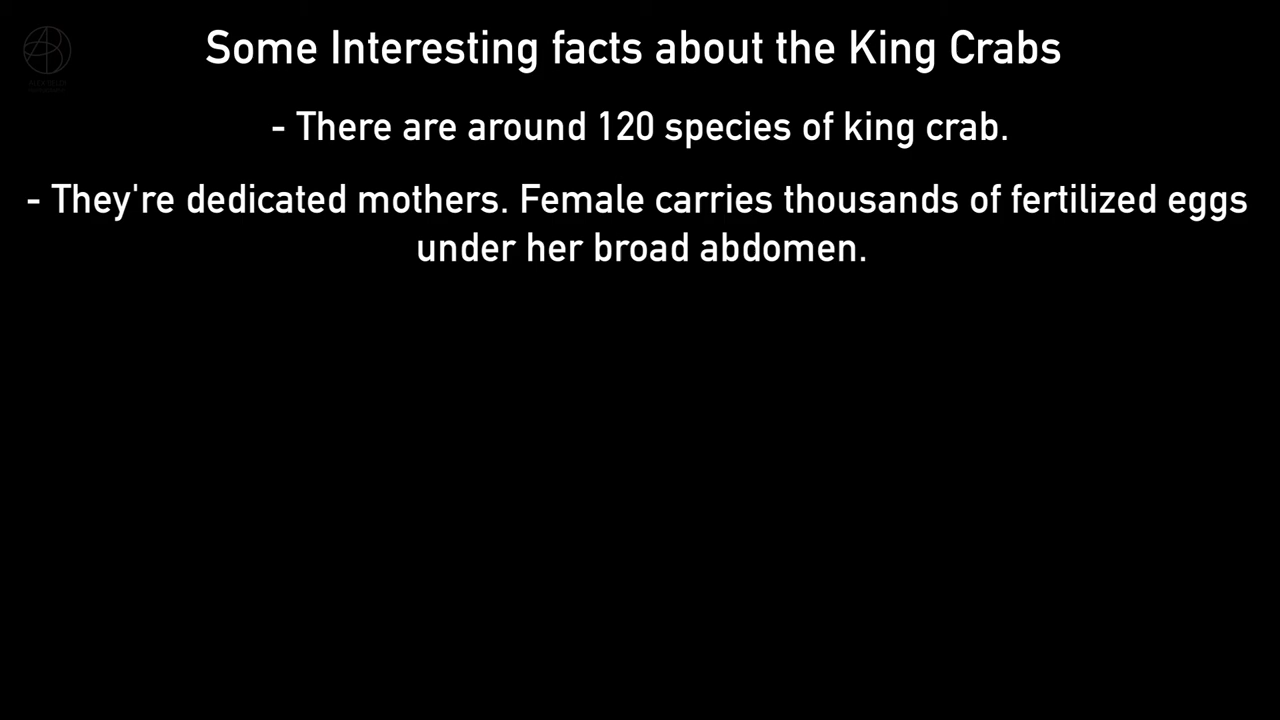 Some Interesting facts about the King Crabs
- There are around 120 species of king crab.
- They're dedicated mothers. Female carries thousands of fertilized eggs
under her broad abdomen.